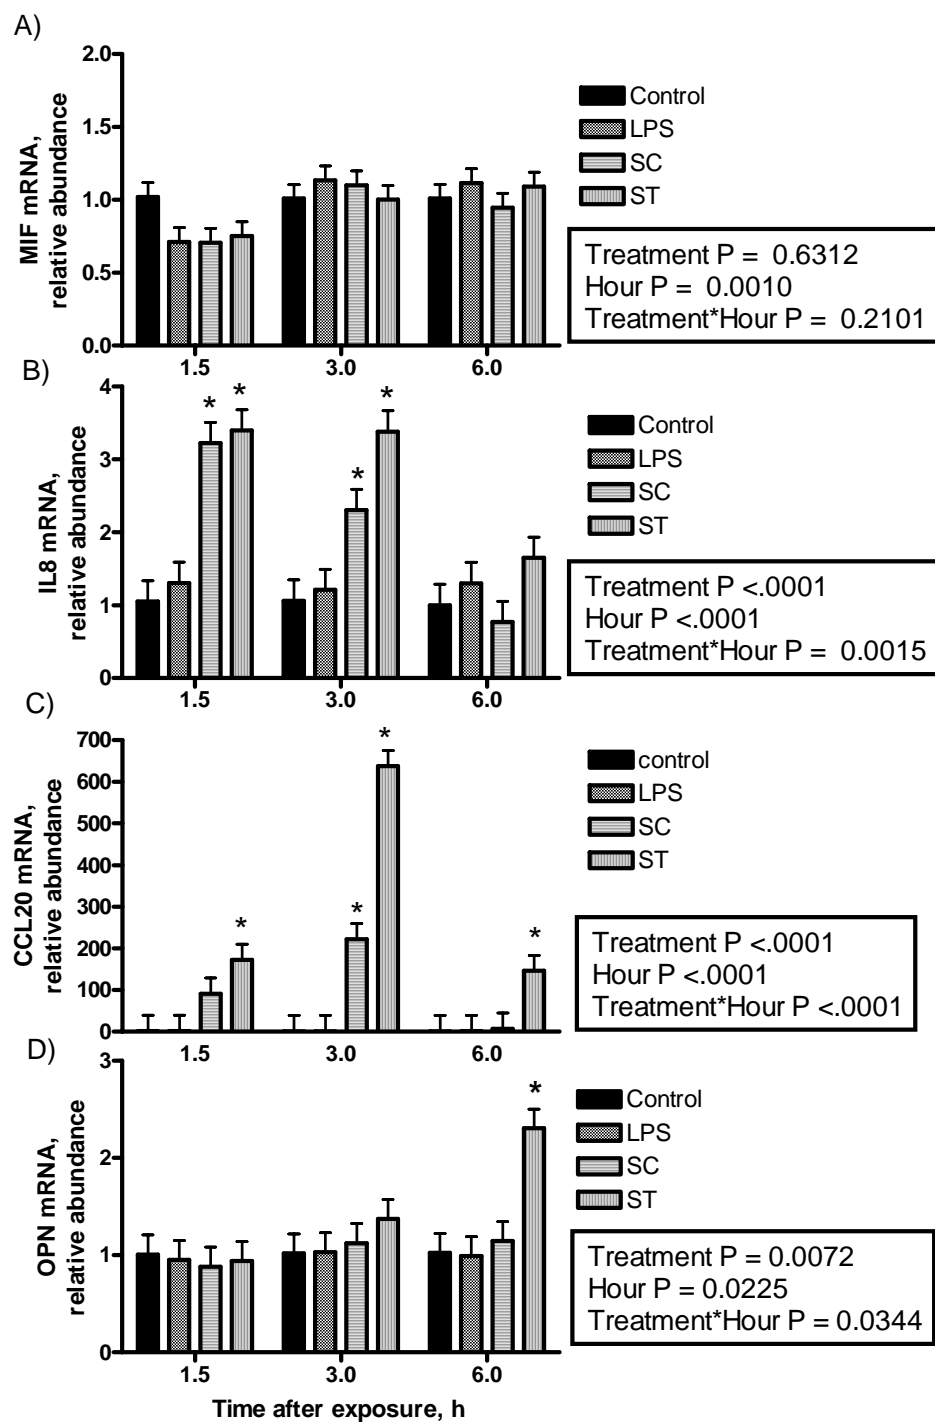 A)
MIF mRNA,
relative abundance
2.0
1.5
1.0
0.5
0.0
1.5 3.0 6.0
Control
LPS
SC
ST
Treatment P = 0.6312
Hour P = 0.0010
Treatment*Hour P = 0.2101
B)
IL8 mRNA,
relative abundance
4
3
2
1
0
* * * *
1.5 3.0 6.0
Control
LPS
SC
ST
Treatment P <.0001
Hour P <.0001
Treatment*Hour P = 0.0015
C)
CCL20 mRNA,
relative abundance
700
600
500
400
300
200
100
0
* * * *
1.5 3.0 6.0
control
LPS
SC
ST
Treatment P <.0001
Hour P <.0001
Treatment*Hour P <.0001
D)
OPN mRNA,
relative abundance
3
2
1
0
*
1.5 3.0 6.0
Control
LPS
SC
ST
Treatment P = 0.0072
Hour P = 0.0225
Treatment*Hour P = 0.0344
Time after exposure, h